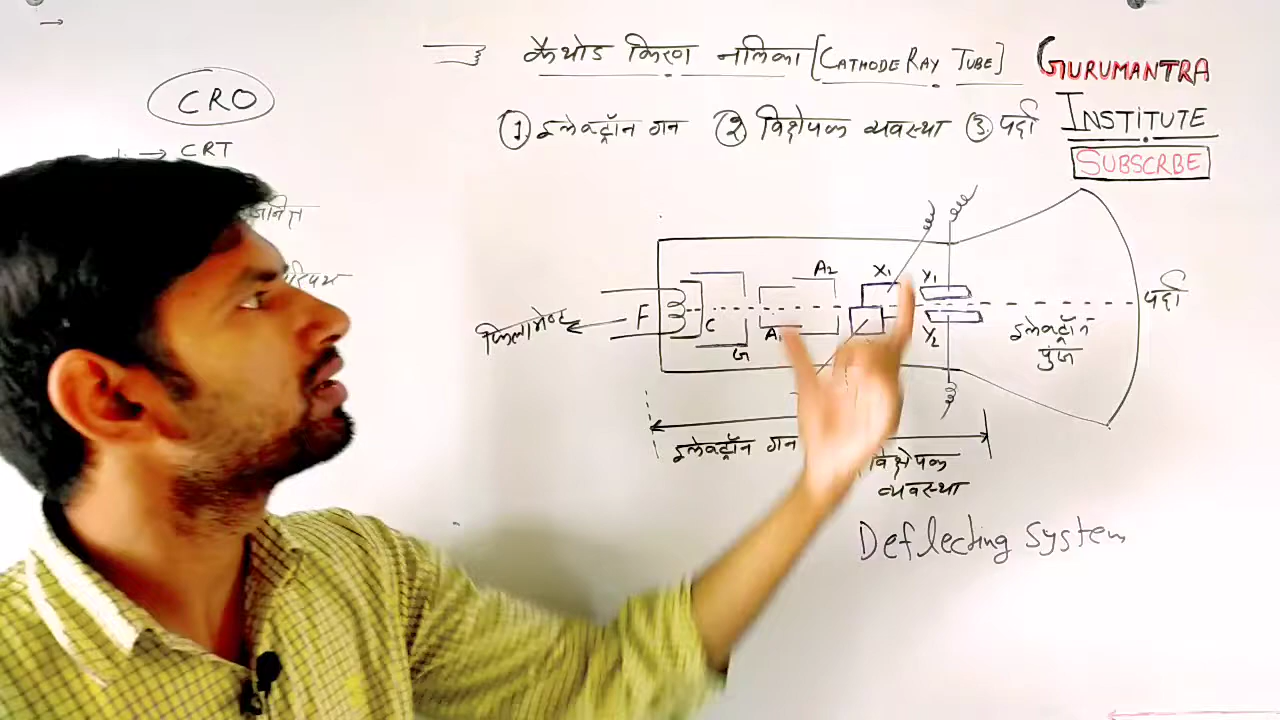 कैथोड किरण नलिका [CATHODE RAY TUBE]
GURUMANTRA
INSTITUTE
SUBSCRBE
① इलेक्ट्रॉन गन ② विक्षेपक व्यवस्था ③. पर्दा
CRO
→ CRT
A2
X1
Y1
पर्दा
फिलामेन्ट
F
C
A1
G
Y2
इलेक्ट्रॉन
पुंज
इलेक्ट्रॉन गन
विक्षेपक
व्यवस्था
Deflecting System